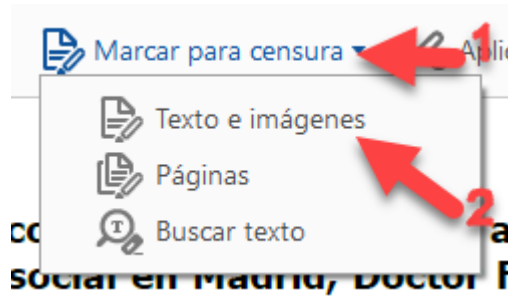 Marcar para censura
1
Texto e imágenes
2
Páginas
Buscar texto
social en Madrid, Doctor